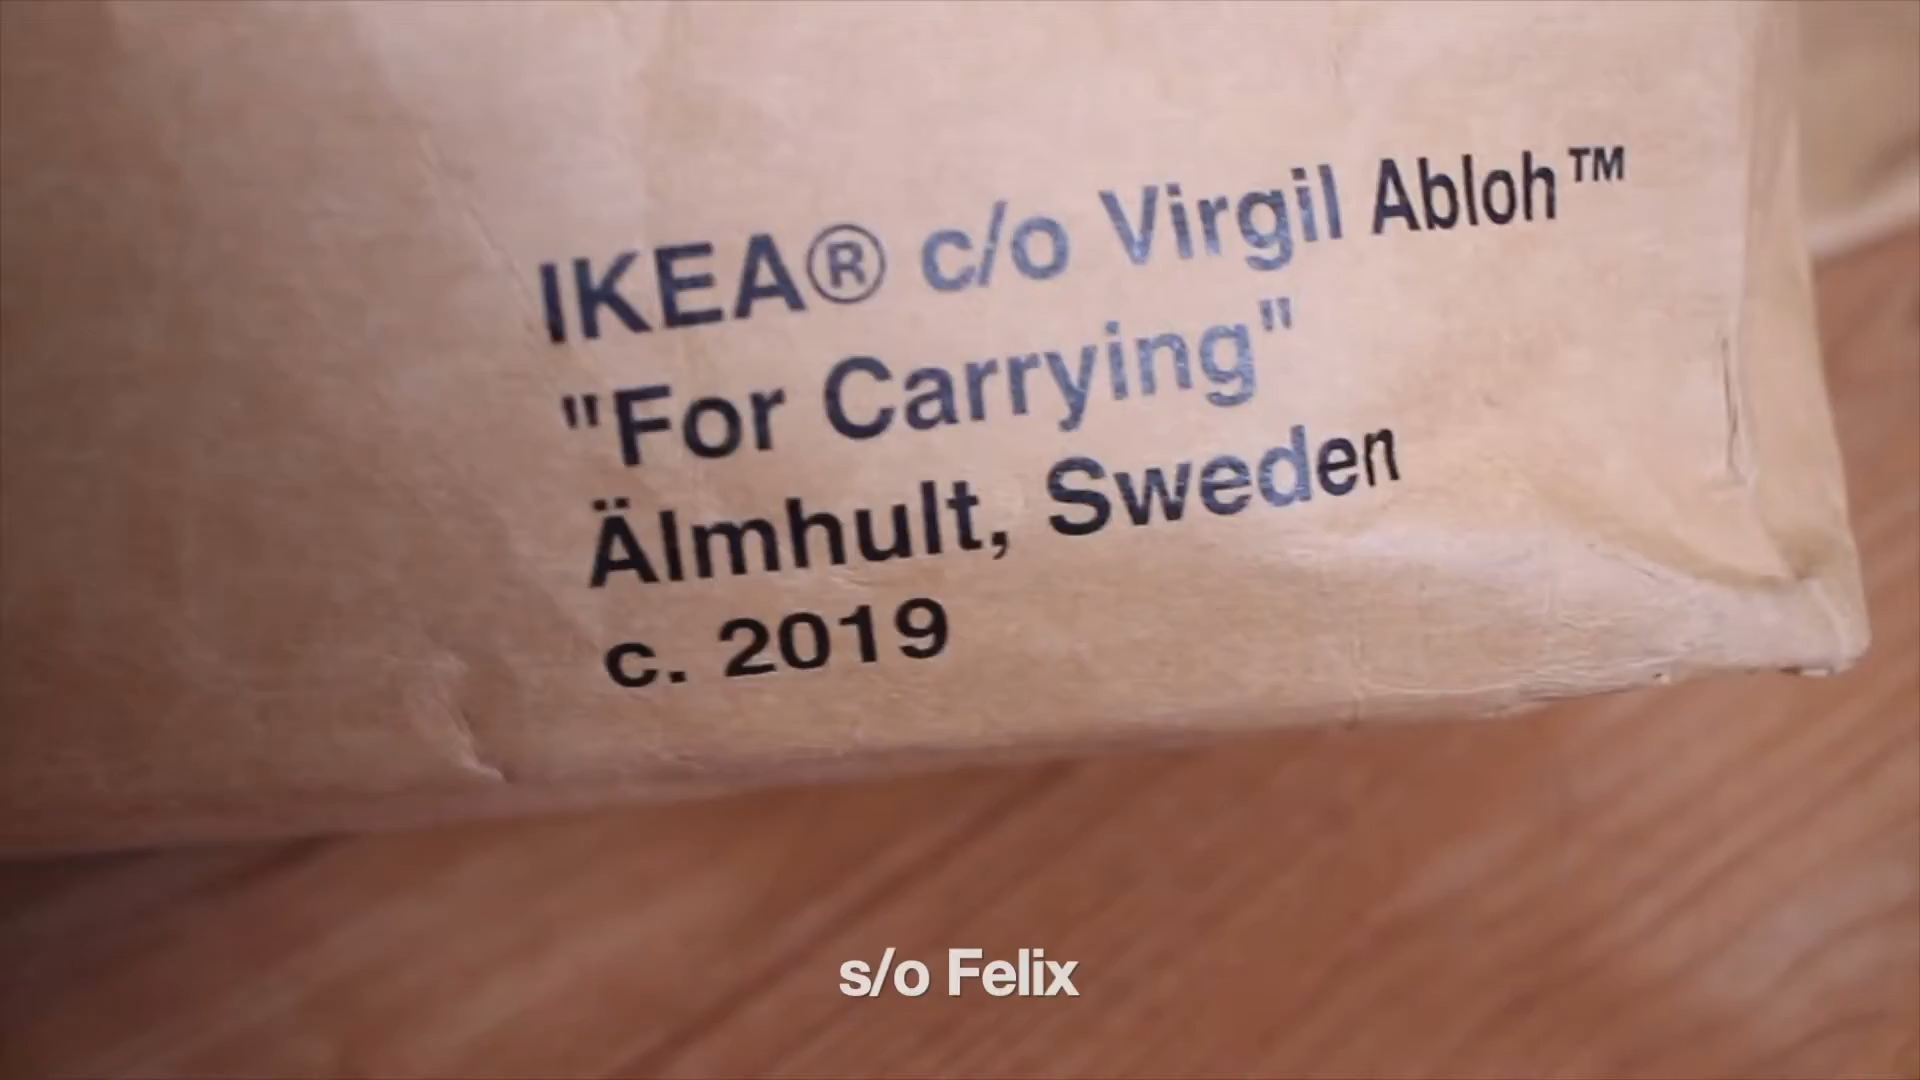 IKEA® c/o Virgil Abloh™
"For Carrying"
Älmhult, Sweden
c. 2019
s/o Felix